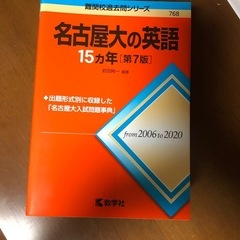 難関校過去問シリーズ
768
名古屋大の英語
15カ年[第7版]
編著
◆出題形式別に収録した
「名古屋大入試問題事典」
from 2006 to 2020
数学社